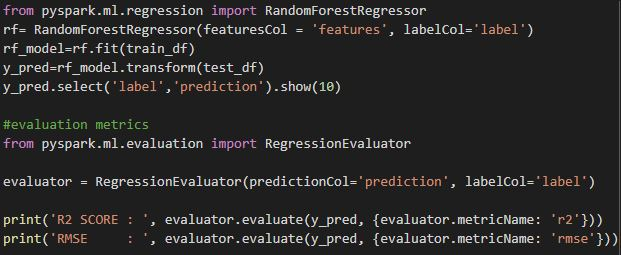 from pyspark.ml.regression import RandomForestRegressor
rf= RandomForestRegressor(featuresCol = 'features', labelCol='label')
rf_model=rf.fit(train_df)
y_pred=rf_model.transform(test_df)
y_pred.select('label','prediction').show(10)

#evaluation metrics
from pyspark.ml.evaluation import RegressionEvaluator

evaluator = RegressionEvaluator(predictionCol='prediction', labelCol='label')

print('R2 SCORE : ', evaluator.evaluate(y_pred, {evaluator.metricName: 'r2'}))
print('RMSE     : ', evaluator.evaluate(y_pred, {evaluator.metricName: 'rmse'}))